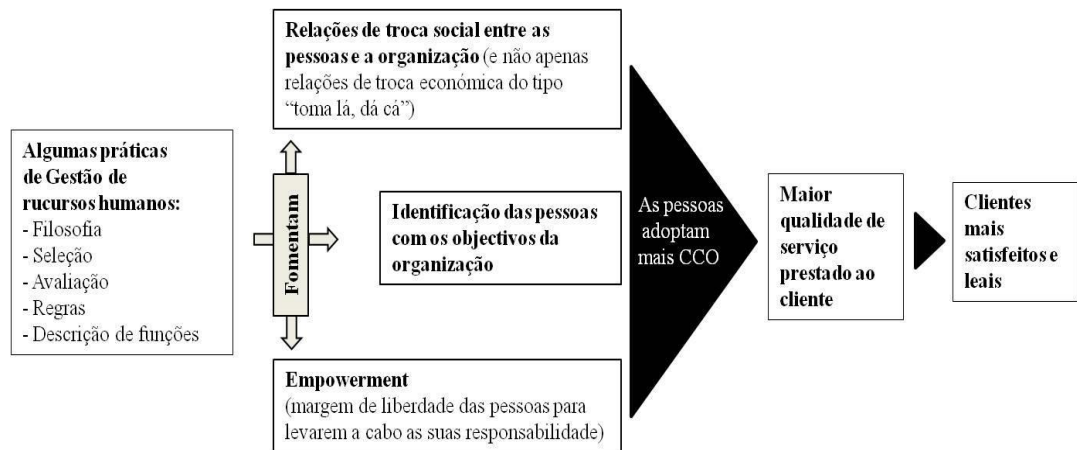 Algumas práticas
de Gestão de
rucursos humanos:
- Filosofia
- Seleção
- Avaliação
- Regras
- Descrição de funções
Fomentam
Relações de troca social entre as
pessoas e a organização (e não apenas
relações de troca económica do tipo
“toma lá, dá cá”)
Identificação das pessoas
com os objectivos da
organização
Empowerment
(margem de liberdade das pessoas para
levarem a cabo as suas responsabilidade)
As pessoas
adoptam
mais CCO
Maior
qualidade de
serviço
prestado ao
cliente
Clientes
mais
satisfeitos e
leais